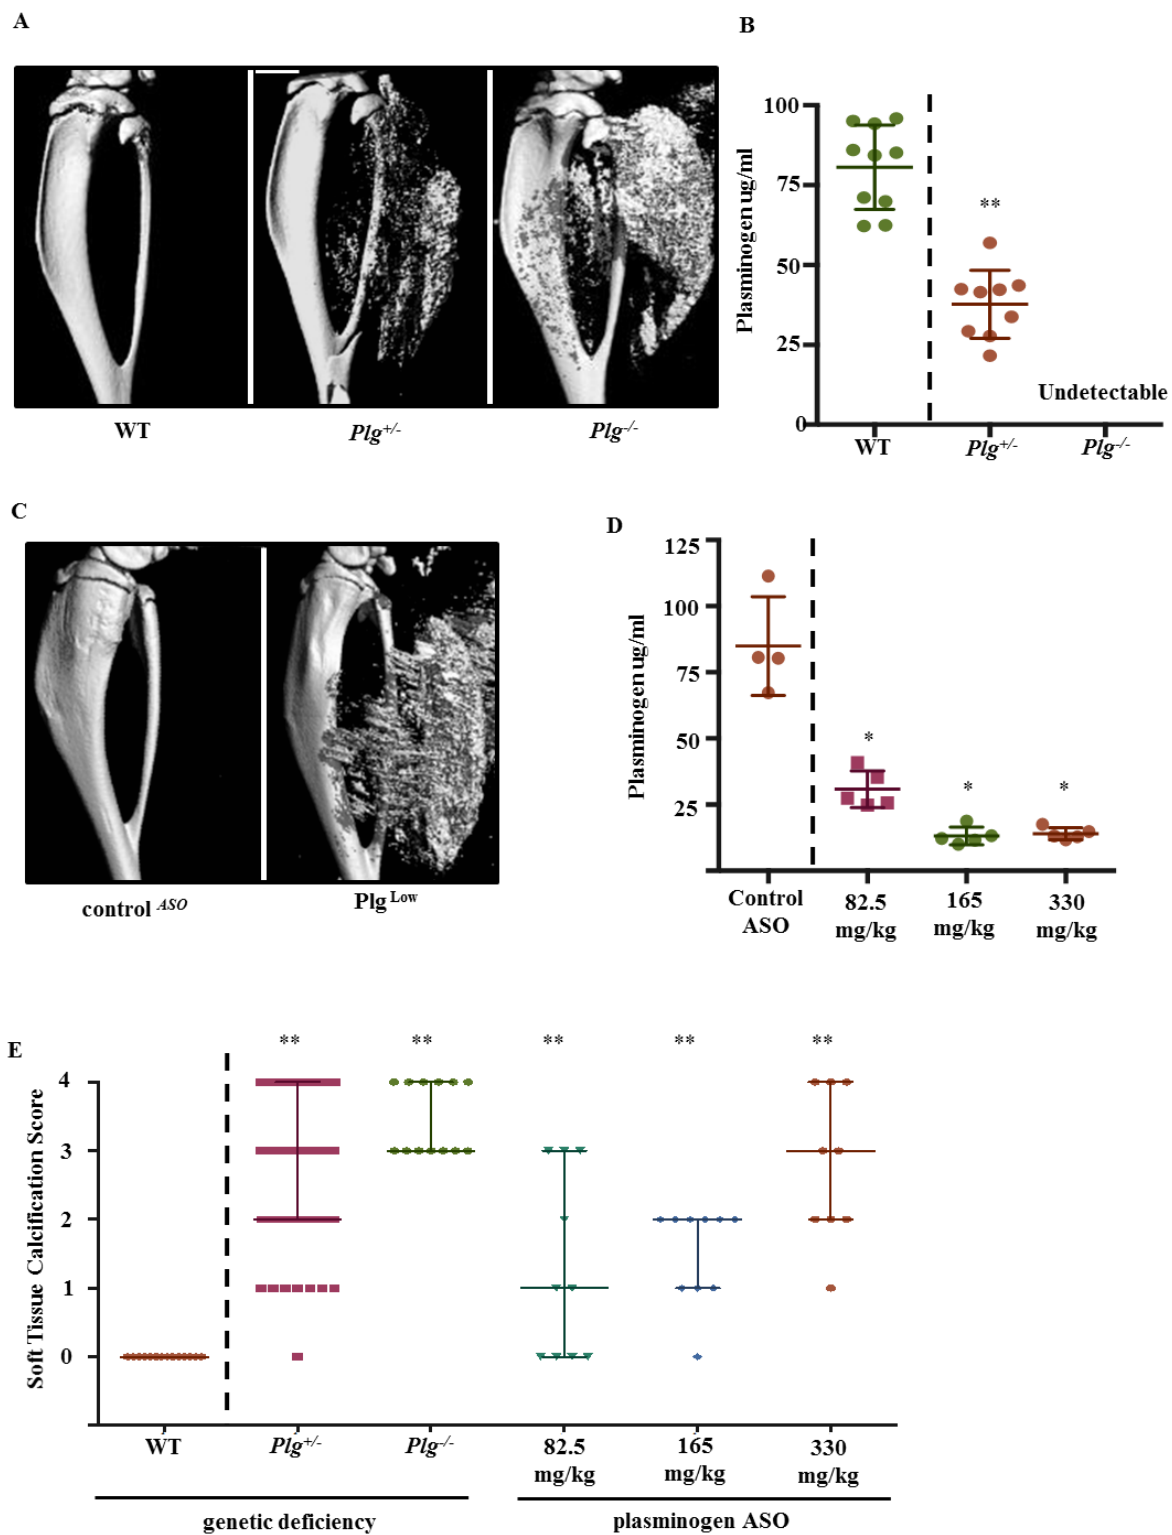 A
WT
Plg+/-
Plg-/-
B
Plasminogen ug/ml
100
75
50
25
0
**
Undetectable
WT
Plg+/-
Plg-/-
C
control ASO
Plg Low
D
Plasminogen ug/ml
125
100
75
50
25
*
*
*
Control ASO
82.5 mg/kg
165 mg/kg
330 mg/kg
E
Soft Tissue Calcification Score
4
3
2
1
0
**
**
**
**
**
WT
Plg+/-
Plg-/-
82.5 mg/kg
165 mg/kg
330 mg/kg
genetic deficiency
plasminogen ASO